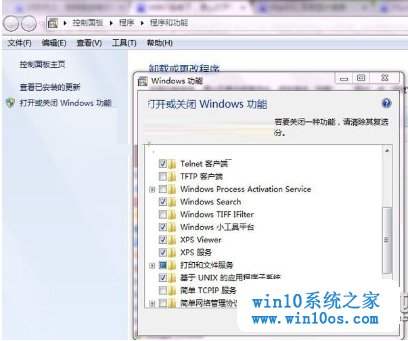 控制面板 ▸ 程序 ▸ 程序和功能
文件(F) 编辑(E) 查看(V) 工具(T) 帮助(H)
控制面板主页
查看已安装的更新
打开或关闭 Windows 功能
卸载或更改程序
Windows 功能
打开或关闭 Windows 功能
若要关闭一种功能,请清除其复选
Telnet 客户端
TFTP 客户端
Windows Process Activation Service
Windows Search
Windows TIFF IFilter
Windows 小工具平台
XPS Viewer
XPS 服务
打印和文件服务
基于 UNIX 的应用程序子系统
简单 TCPIP 服务
简单网络管理协议
win10系统之家
www.win10os.com